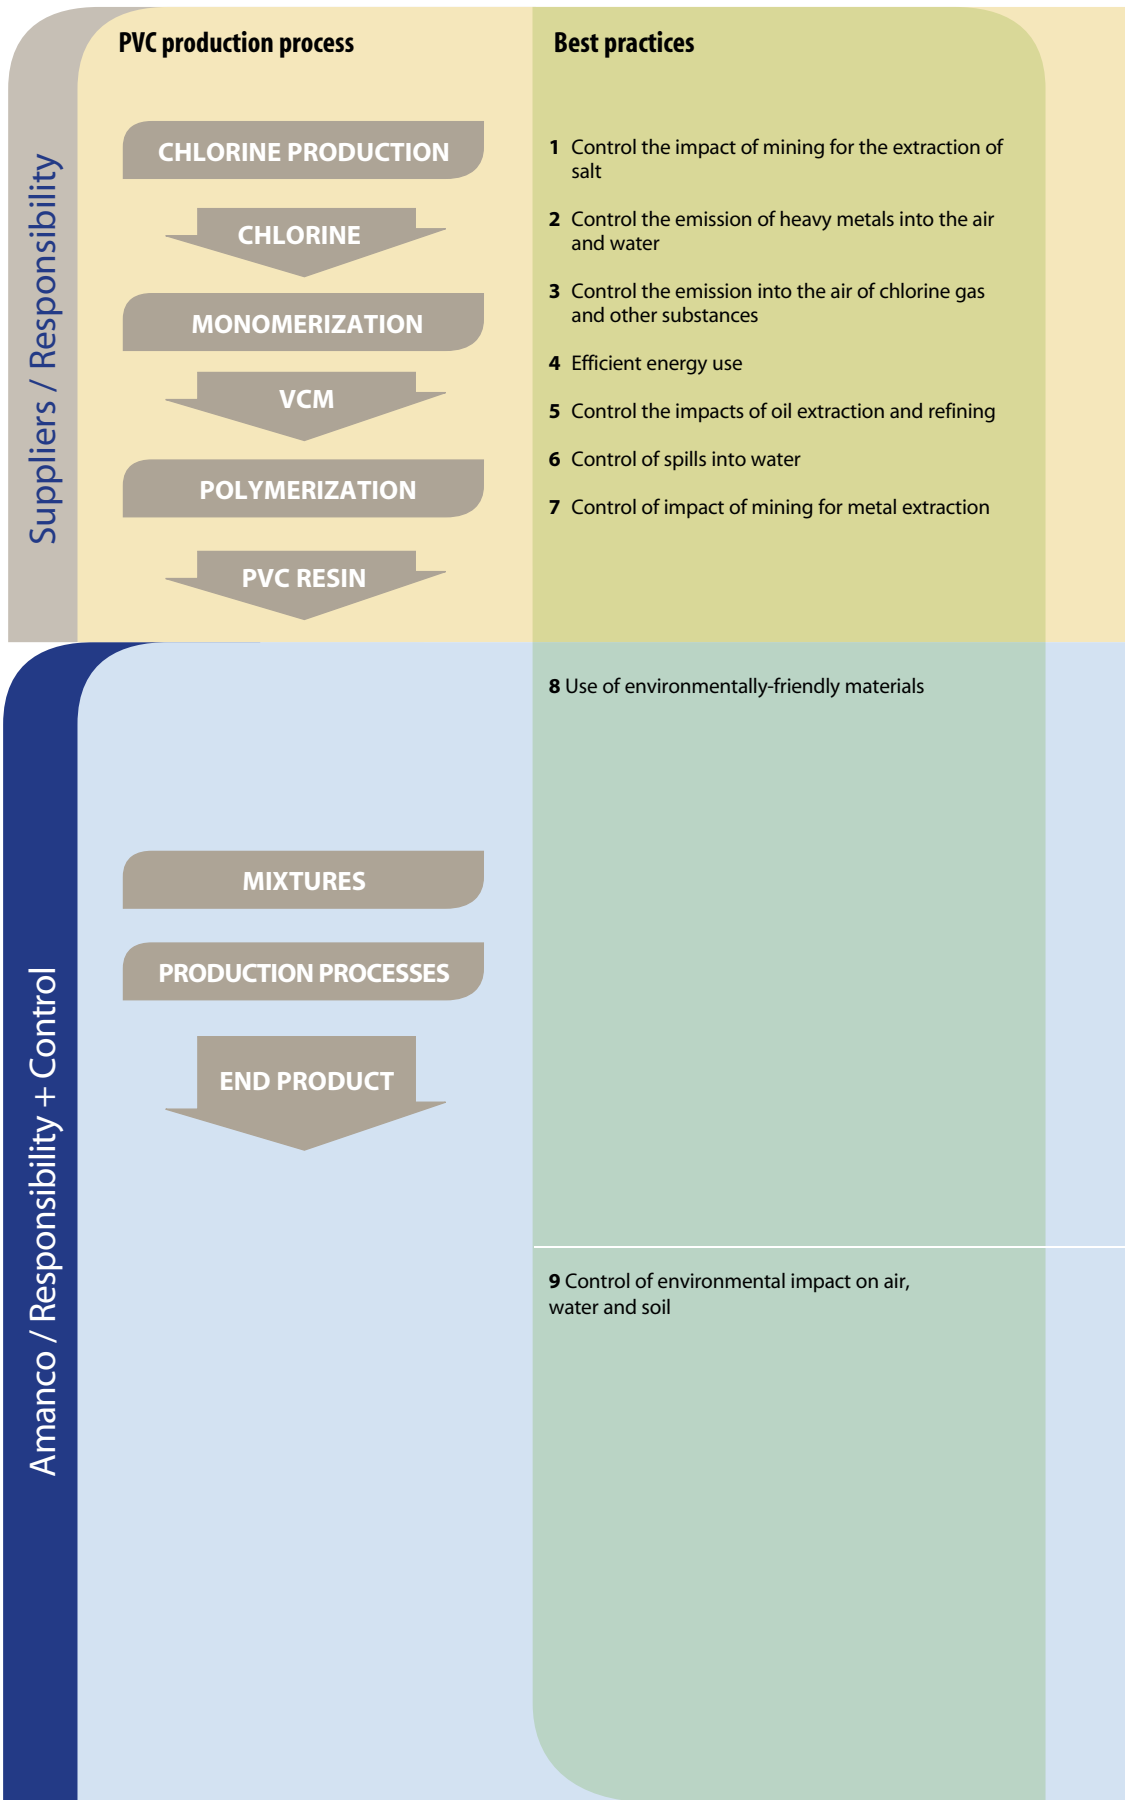 PVC production process
Best practices
Suppliers / Responsibility
CHLORINE PRODUCTION
CHLORINE
MONOMERIZATION
VCM
POLYMERIZATION
PVC RESIN
1 Control the impact of mining for the extraction of
salt
2 Control the emission of heavy metals into the air
and water
3 Control the emission into the air of chlorine gas
and other substances
4 Efficient energy use
5 Control the impacts of oil extraction and refining
6 Control of spills into water
7 Control of impact of mining for metal extraction
Amanco / Responsibility + Control
MIXTURES
PRODUCTION PROCESSES
END PRODUCT
8 Use of environmentally-friendly materials
9 Control of environmental impact on air,
water and soil